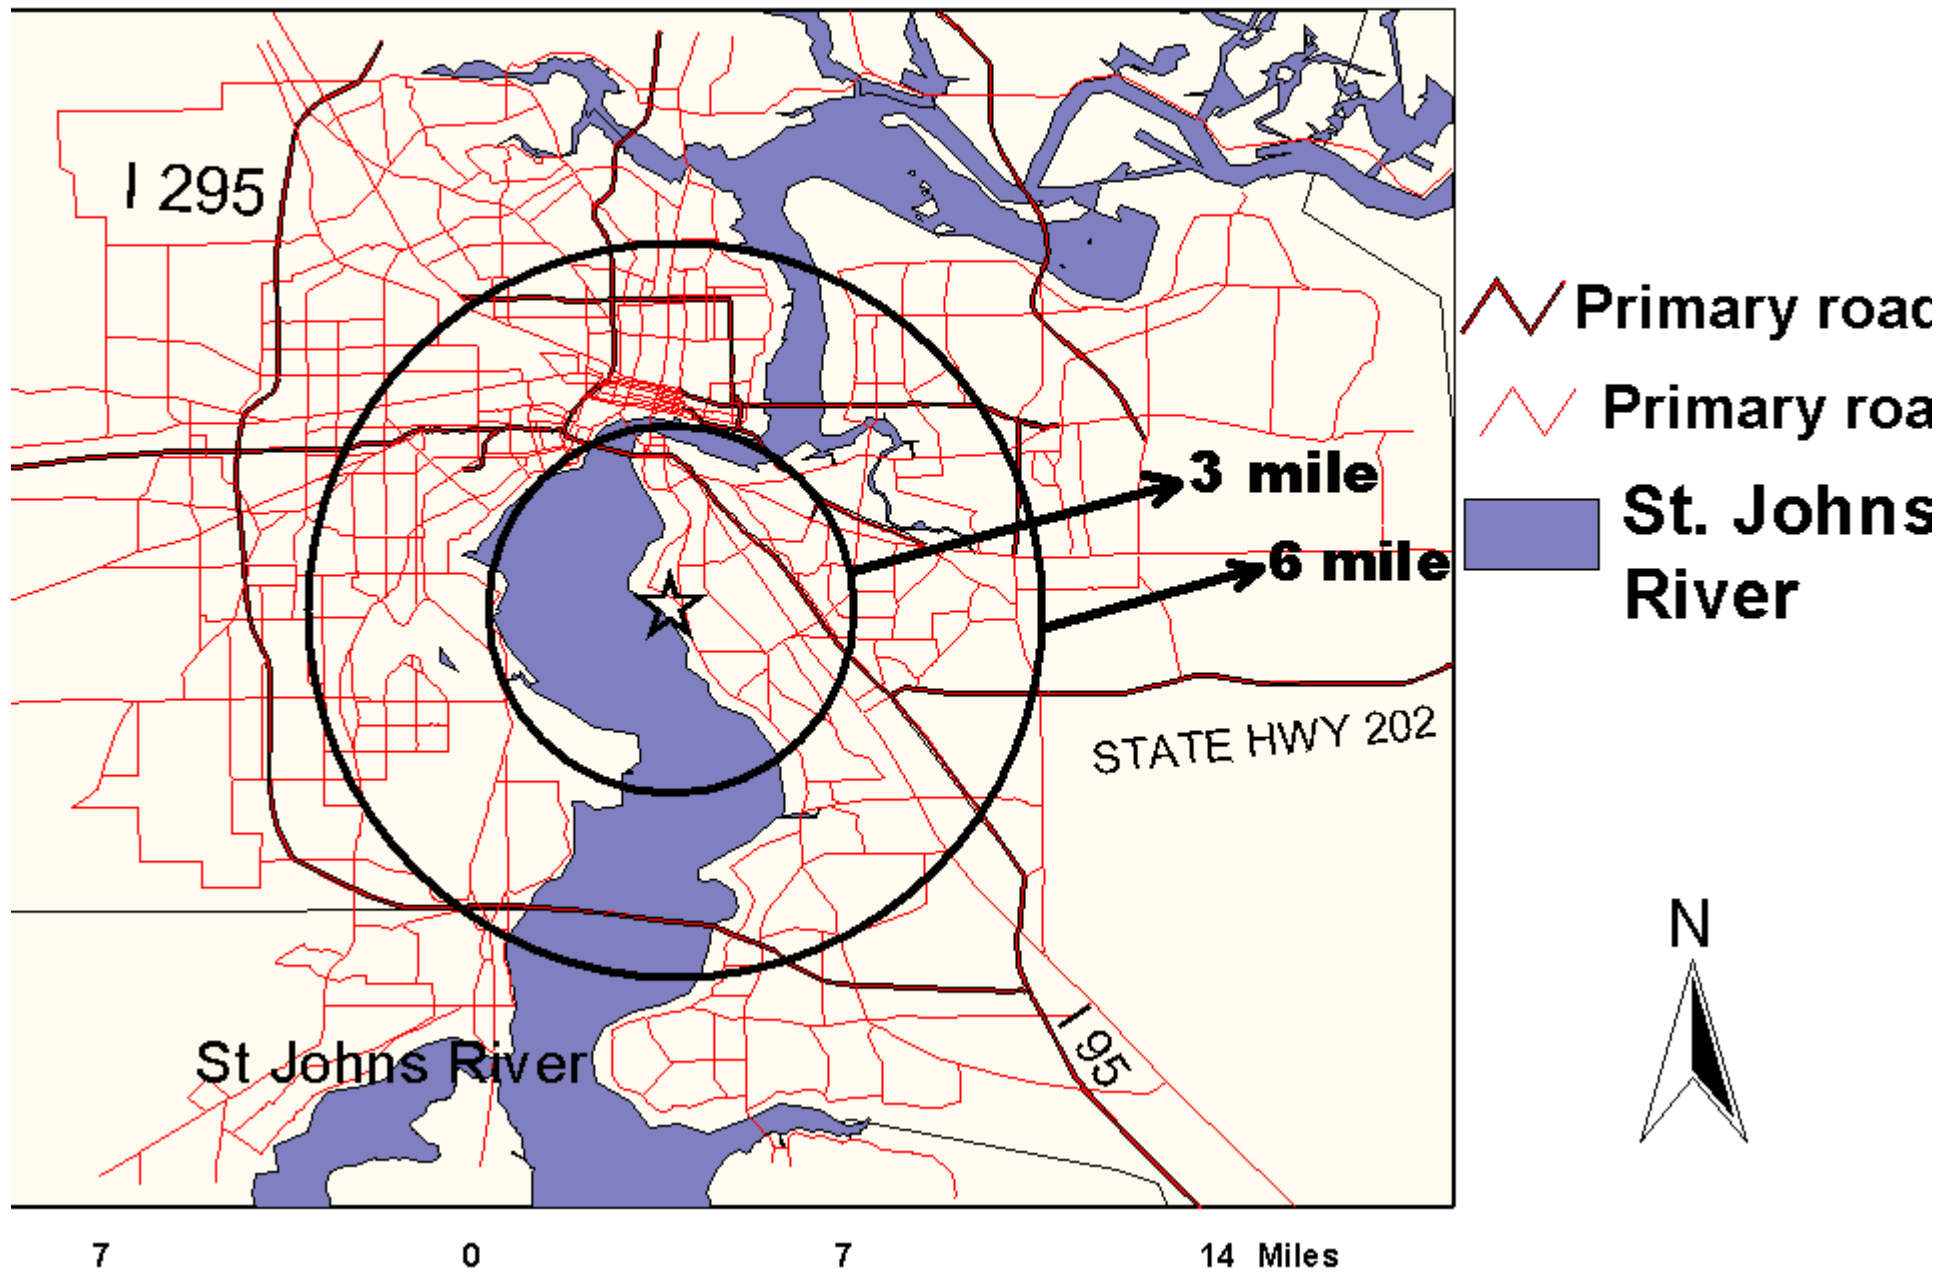 I 295
Primary road
Primary roa
3 mile
St. Johns
River
6 mile
STATE HWY 202
N
I 95
St Johns River
7 0 7 14 Miles